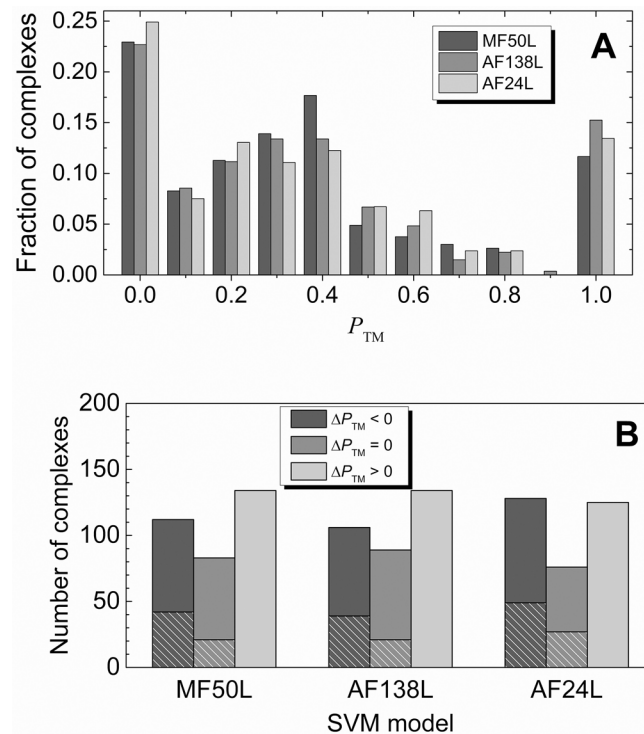 A
MF50L
AF138L
AF24L
0.25
0.20
0.15
0.10
0.05
0.00
Fraction of complexes
0.0 0.2 0.4 0.6 0.8 1.0
P_TM
B
ΔP_TM < 0
ΔP_TM = 0
ΔP_TM > 0
200
150
100
50
0
Number of complexes
MF50L AF138L AF24L
SVM model